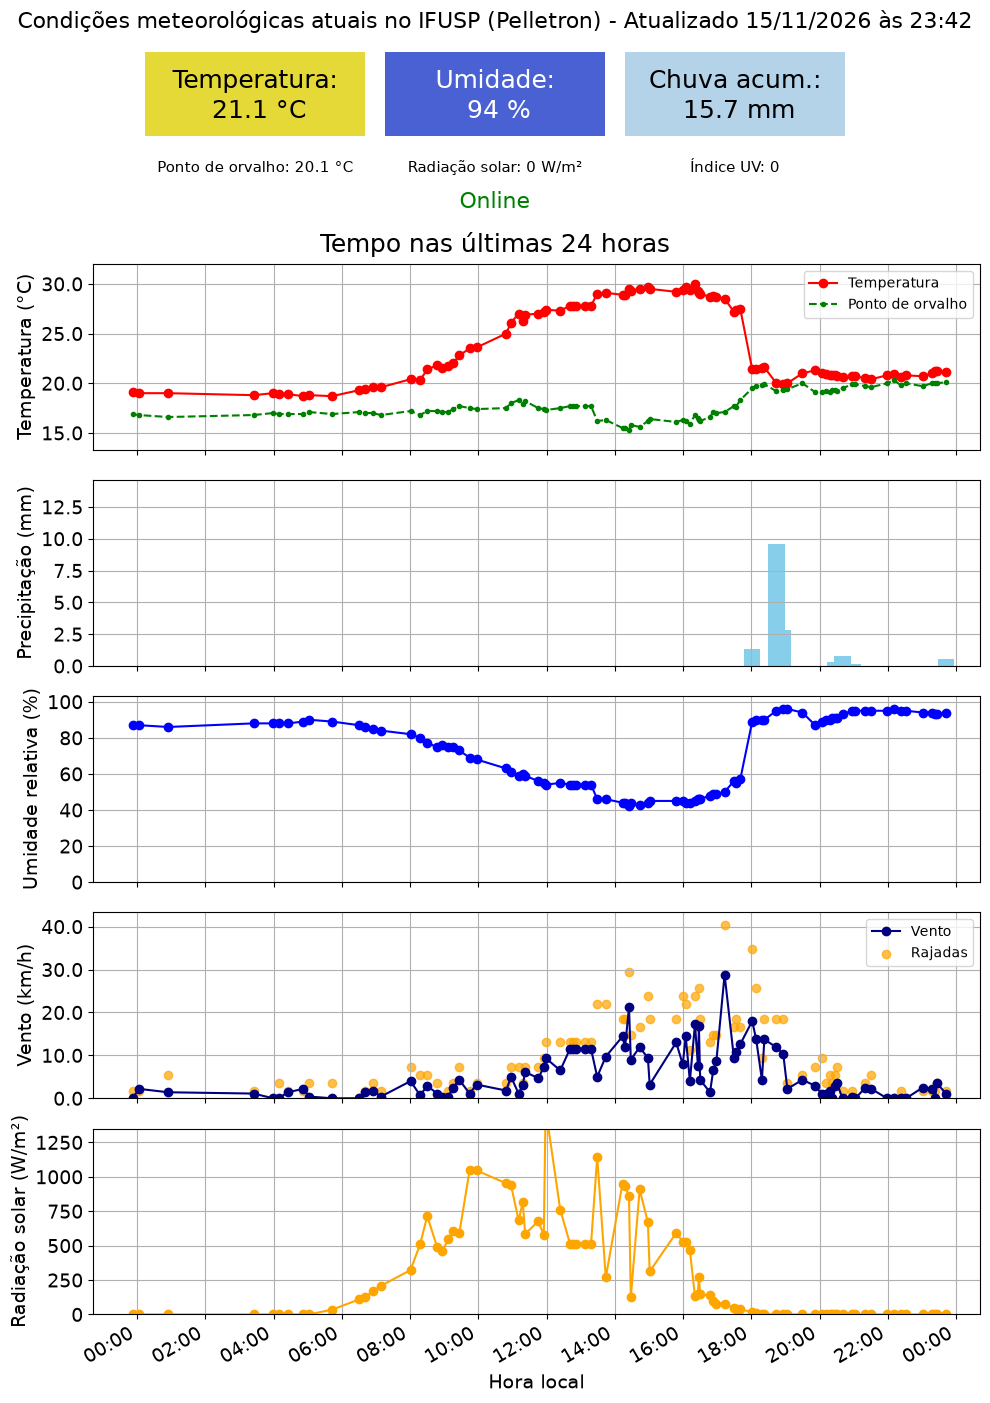 Condições meteorológicas atuais no IFUSP (Pelletron) - Atualizado 15/11/2026 às 23:42
Temperatura:
21.1 °C
Umidade:
94 %
Chuva acum.:
15.7 mm
Ponto de orvalho: 20.1 °C
Radiação solar: 0 W/m²
Índice UV: 0
Online
Tempo nas últimas 24 horas
Temperatura (°C)
30.0
25.0
20.0
15.0
Temperatura
Ponto de orvalho
Precipitação (mm)
12.5
10.0
7.5
5.0
2.5
0.0
Umidade relativa (%)
100
80
60
40
20
0
Vento (km/h)
40.0
30.0
20.0
10.0
0.0
Vento
Rajadas
Radiação solar (W/m²)
1250
1000
750
500
250
0
00:00 02:00 04:00 06:00 08:00 10:00 12:00 14:00 16:00 18:00 20:00 22:00 00:00
Hora local